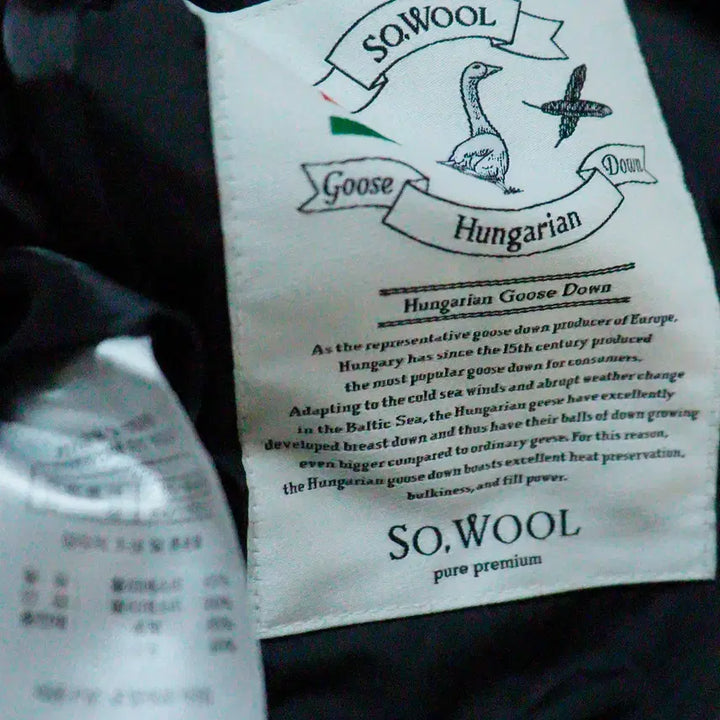 SO.WOOL
Goose
Hungarian
Down
Hungarian Goose Down
As the representative goose down producer of Europe,
Hungary has since the 15th century produced
the most popular goose down for consumers.
Adapting to the cold sea winds and abrupt weather change
in the Baltic Sea, the Hungarian geese have excellently
developed breast down and thus have their balls of down growing
even bigger compared to ordinary geese. For this reason,
the Hungarian goose down boasts excellent heat preservation,
bulkiness, and fill power.
SO.WOOL
pure premium